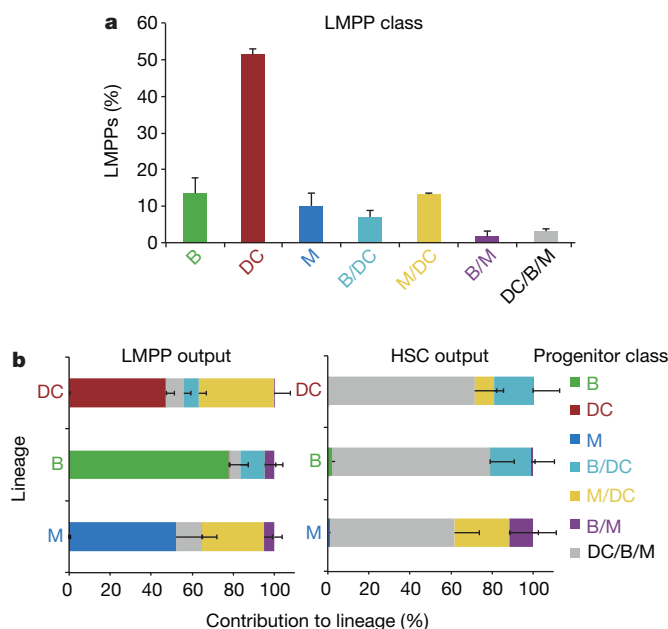 a
LMPP class
LMPPs (%)
60
50
40
30
20
10
0
B
DC
M
B/DC
M/DC
B/M
DC/B/M
b
LMPP output
HSC output
Progenitor class
Lineage
DC
B
M
0 20 40 60 80 100
DC
B
M
0 20 40 60 80 100
Contribution to lineage (%)
B
DC
M
B/DC
M/DC
B/M
DC/B/M